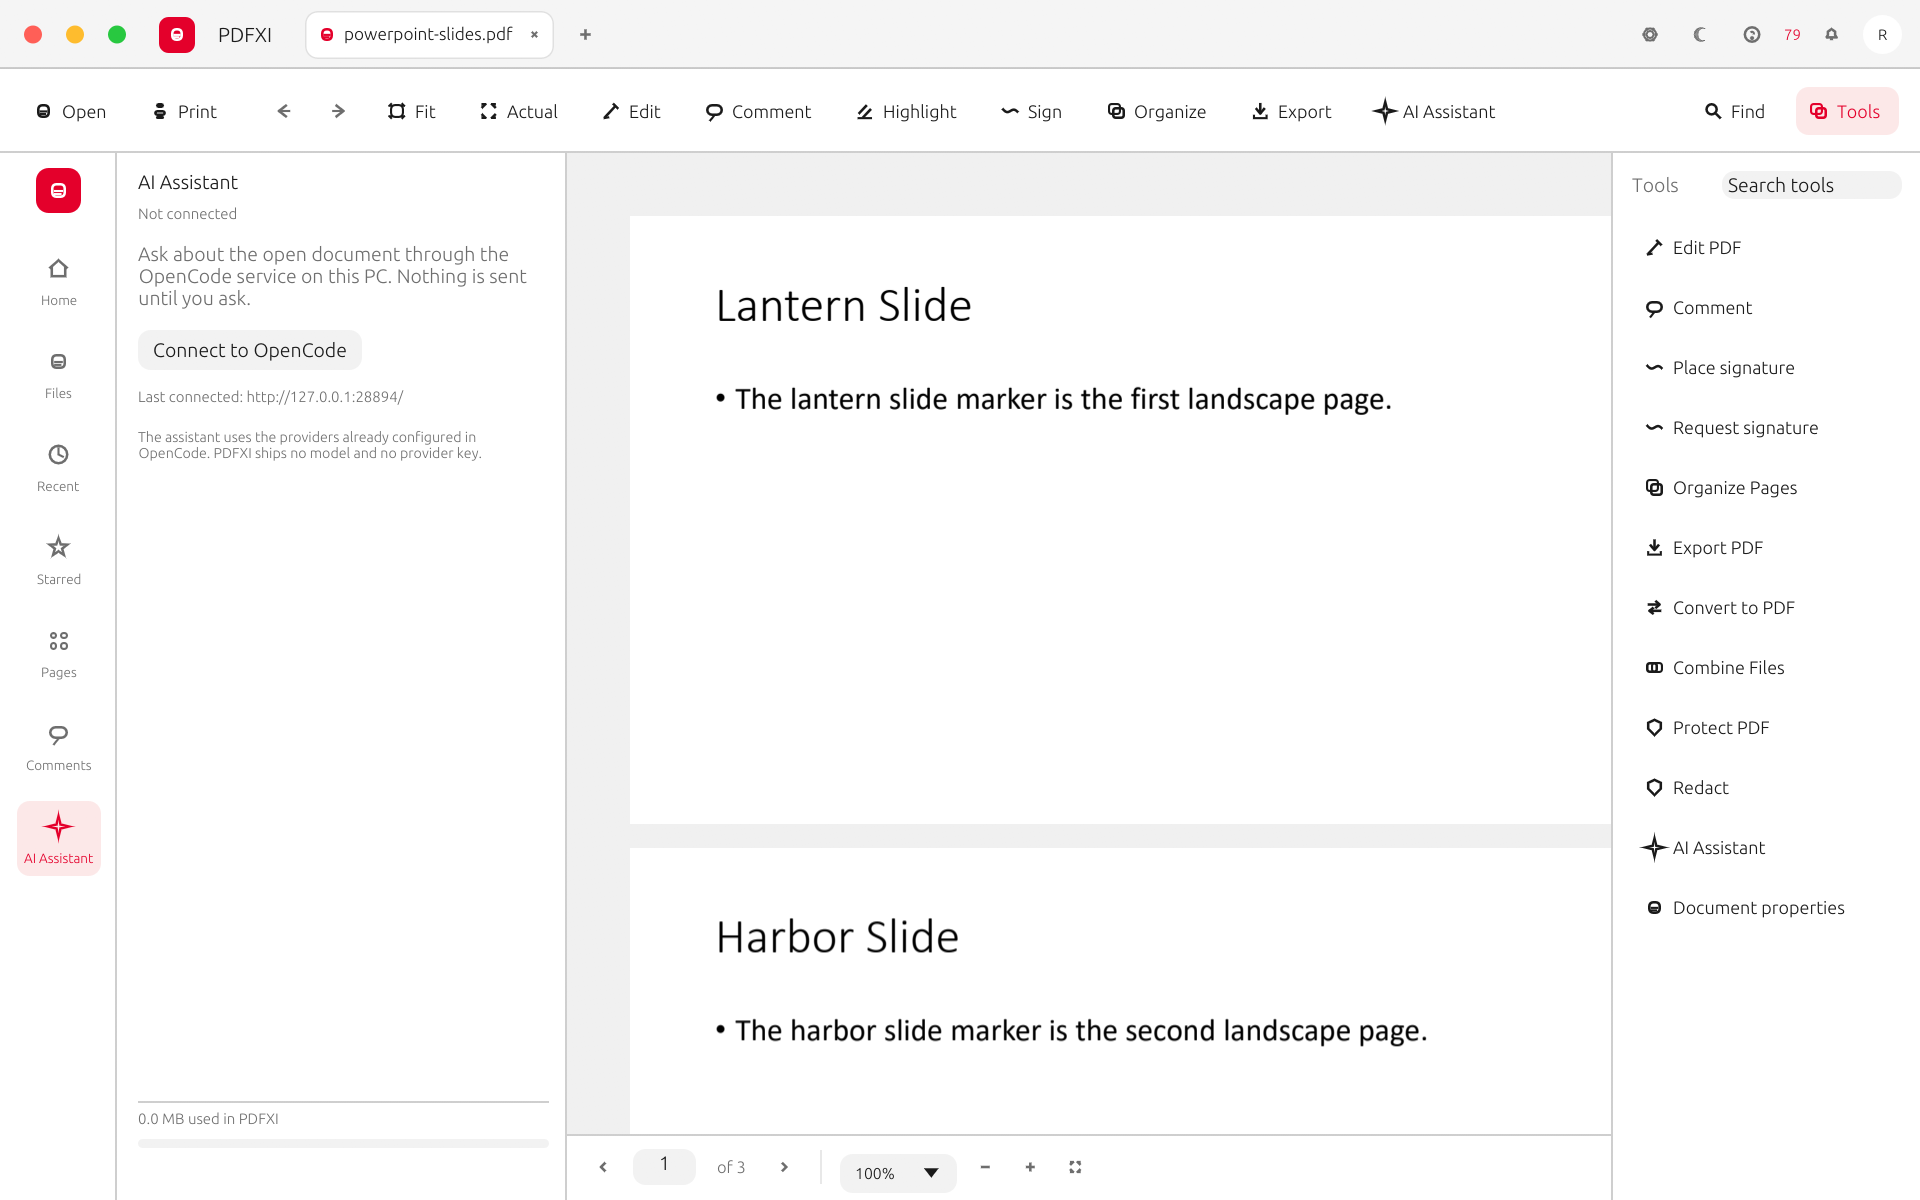 PDFXI
powerpoint-slides.pdf
79
R
Open
Print
Fit
Actual
Edit
Comment
Highlight
Sign
Organize
Export
AI Assistant
Find
Tools
Home
Files
Recent
Starred
Pages
Comments
AI Assistant
AI Assistant
Not connected
Ask about the open document through the
OpenCode service on this PC. Nothing is sent
until you ask.
Connect to OpenCode
Last connected: http://127.0.0.1:28894/
The assistant uses the providers already configured in
OpenCode. PDFXI ships no model and no provider key.
0.0 MB used in PDFXI
Lantern Slide
• The lantern slide marker is the first landscape page.
Harbor Slide
• The harbor slide marker is the second landscape page.
1
of 3
100%
Tools
Search tools
Edit PDF
Comment
Place signature
Request signature
Organize Pages
Export PDF
Convert to PDF
Combine Files
Protect PDF
Redact
AI Assistant
Document properties